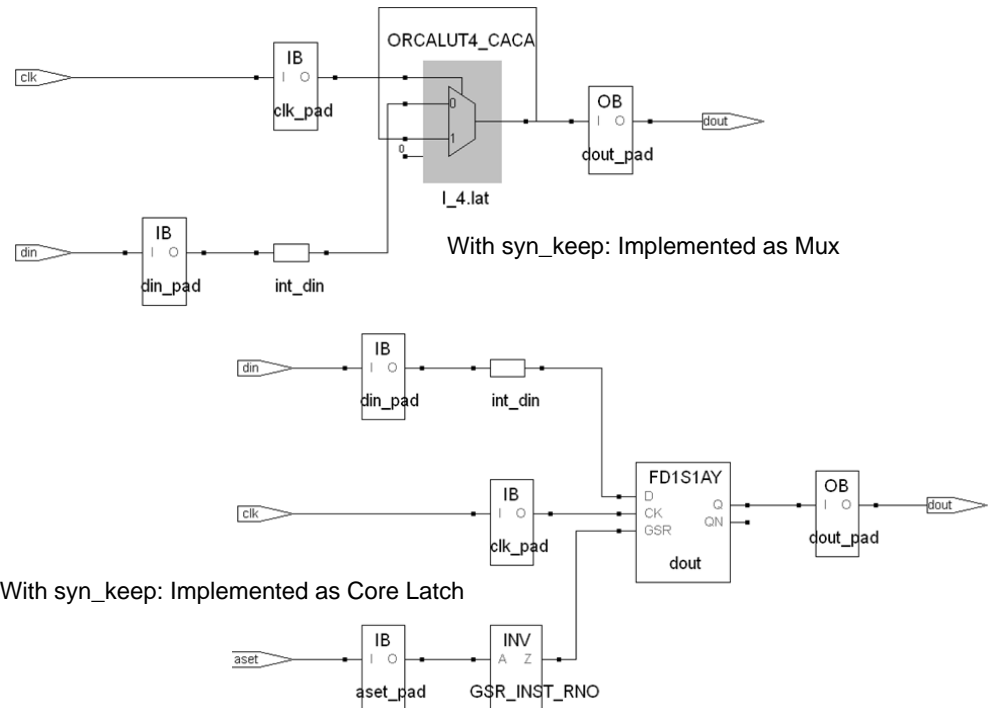 ORCALUT4_CACA
IB
clk
I O
clk_pad
0
1
0
OB
I O
dout
dout_pad
I_4.lat
din
IB
I O
din_pad
int_din
With syn_keep: Implemented as Mux
din
IB
I O
din_pad
int_din
clk
IB
I O
clk_pad
FD1S1AY
D
CK
GSR
Q
QN
dout
OB
I O
dout
dout_pad
With syn_keep: Implemented as Core Latch
aset
IB
I O
aset_pad
INV
A Z
GSR_INST_RNO